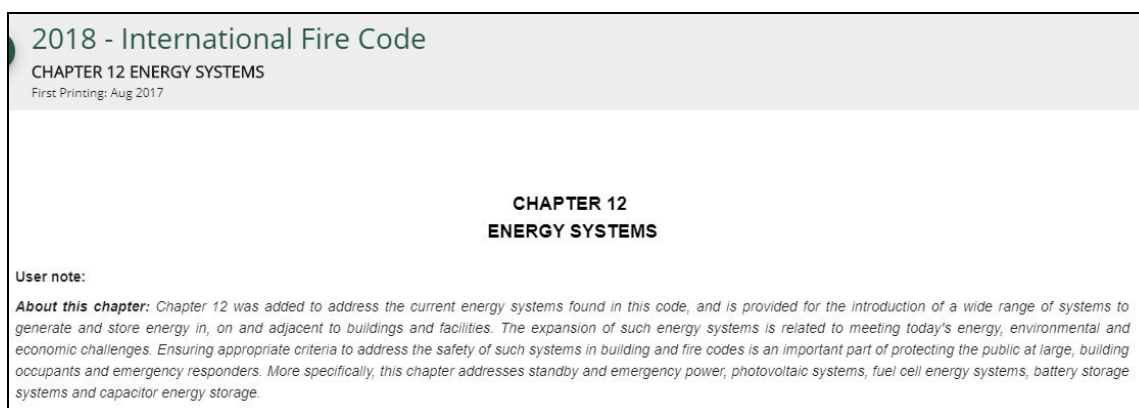 2018 - International Fire Code
CHAPTER 12 ENERGY SYSTEMS
First Printing: Aug 2017
CHAPTER 12
ENERGY SYSTEMS
User note:
About this chapter: Chapter 12 was added to address the current energy systems found in this code, and is provided for the introduction of a wide range of systems to
generate and store energy in, on and adjacent to buildings and facilities. The expansion of such energy systems is related to meeting today's energy, environmental and
economic challenges. Ensuring appropriate criteria to address the safety of such systems in building and fire codes is an important part of protecting the public at large, building
occupants and emergency responders. More specifically, this chapter addresses standby and emergency power, photovoltaic systems, fuel cell energy systems, battery storage
systems and capacitor energy storage.